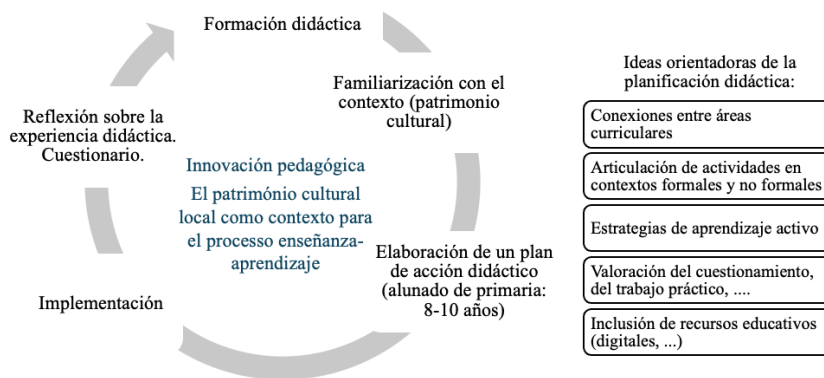 Formación didáctica
Familiarización con el
contexto (patrimonio
cultural)
Elaboración de un plan
de acción didáctico
(alunado de primaria:
8-10 años)
Implementación
Reflexión sobre la
experiencia didáctica.
Cuestionario.
Innovación pedagógica
El património cultural
local como contexto para
el processo enseñanza-
aprendizaje
Ideas orientadoras de la
planificación didáctica:
Conexiones entre áreas
curriculares
Articulación de actividades en
contextos formales y no formales
Estrategias de aprendizaje activo
Valoración del cuestionamiento,
del trabajo práctico, ....
Inclusión de recursos educativos
(digitales, ...)